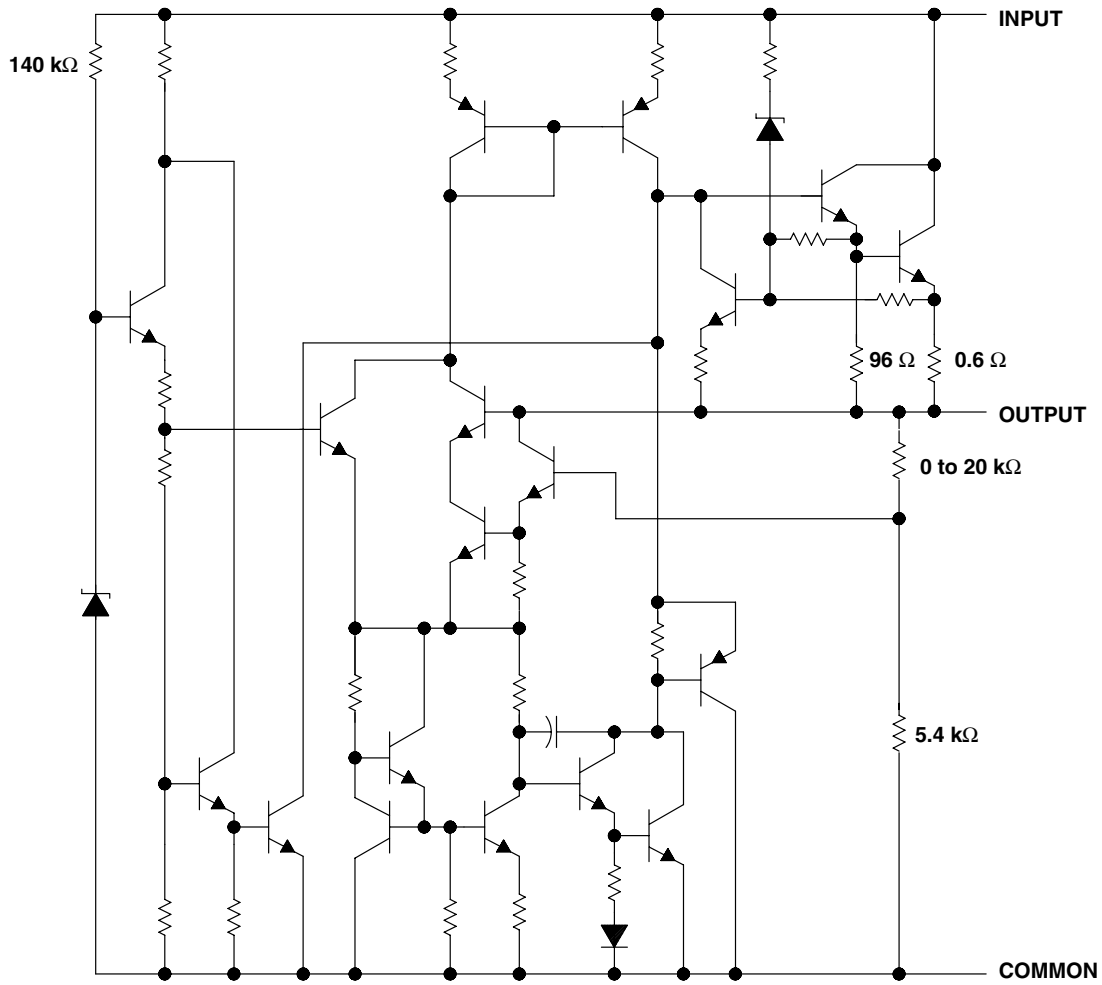 INPUT
140 kΩ
96 Ω
0.6 Ω
OUTPUT
0 to 20 kΩ
5.4 kΩ
COMMON